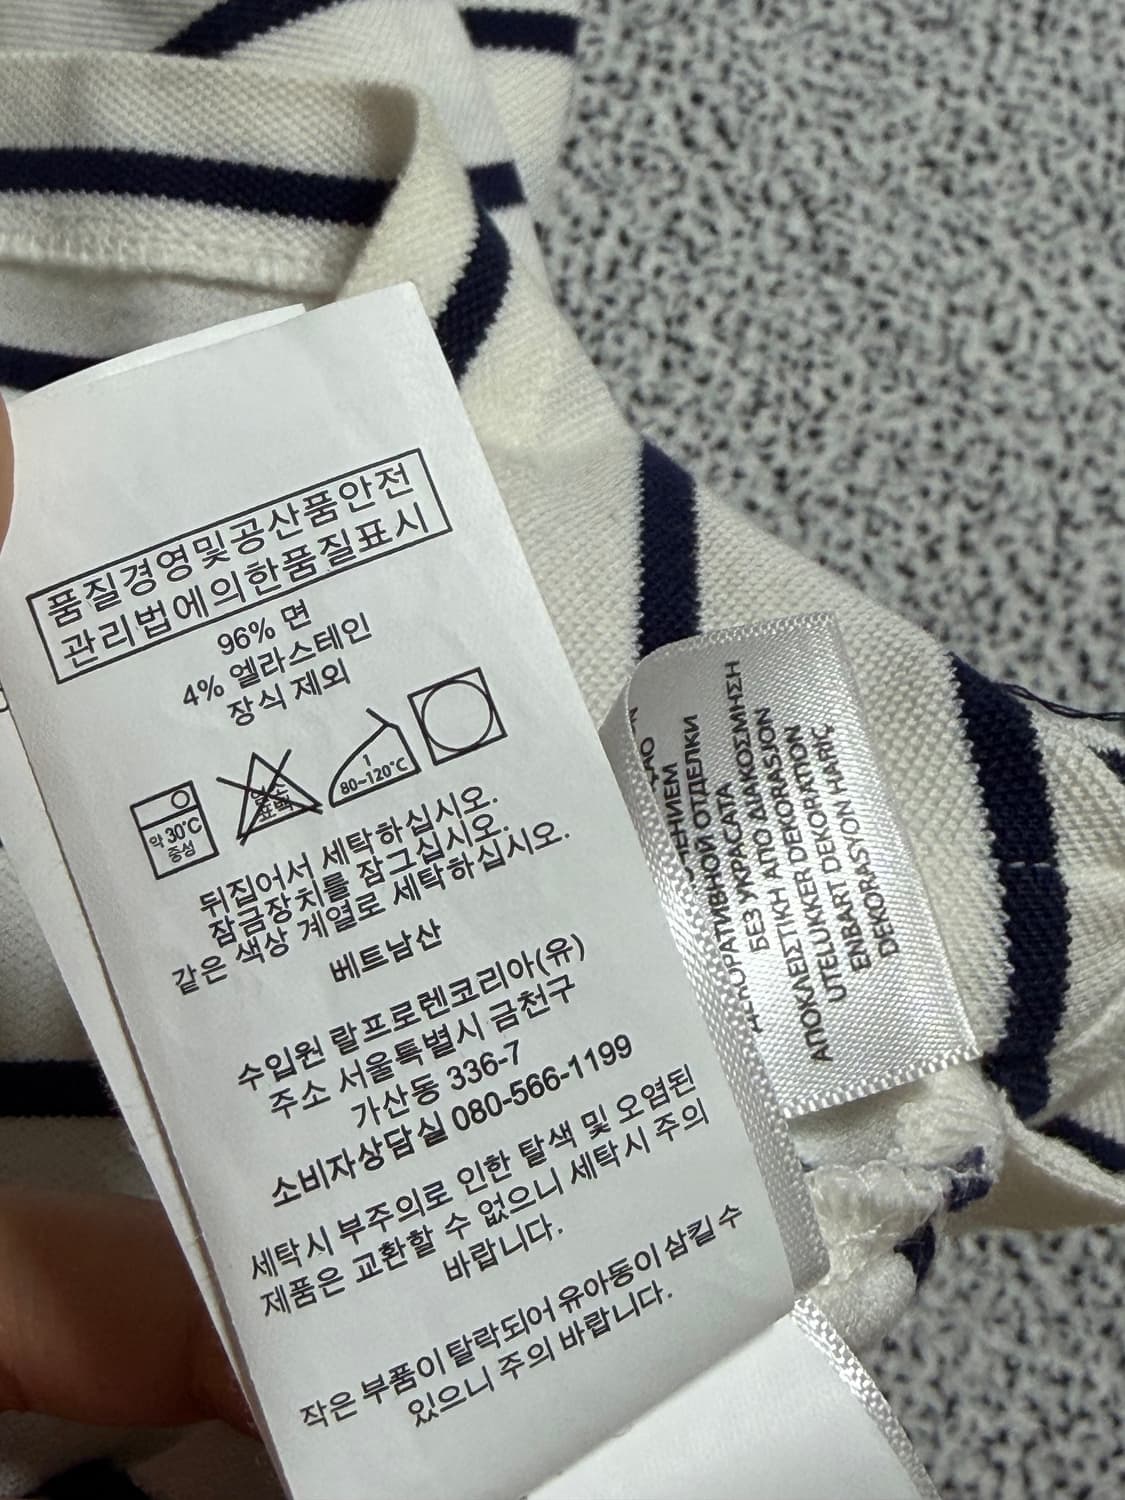 품질경영및공산품안전
관리법에의한품질표시
96% 면
4% 엘라스테인
장식 제외
약 30°C
중성
염소
표백
1
80~120°C
뒤집어서 세탁하십시오.
잠금장치를 잠그십시오.
같은 색상 계열로 세탁하십시오.
베트남산
수입원 랄프로렌코리아(유)
주소 서울특별시 금천구
가산동 336-7
소비자상담실 080-566-1199
세탁 시 부주의로 인한 탈색 및 오염된
제품은 교환할 수 없으니 세탁시 주의
바랍니다.
작은 부품이 탈락되어 유아동이 삼킬 수
있으니 주의 바랍니다.
ОТДЕЛКИ
БЕЗ УКРАСАТА
ΑΠΟΚΛΕΙΣΤΙΚΗ ΑΠΟ ΔΙΑΚΟΣΜΗΣΗ
UTELUKKER DEKORASJON
ENBART DEKORATION
DEKORASYON HARİÇ